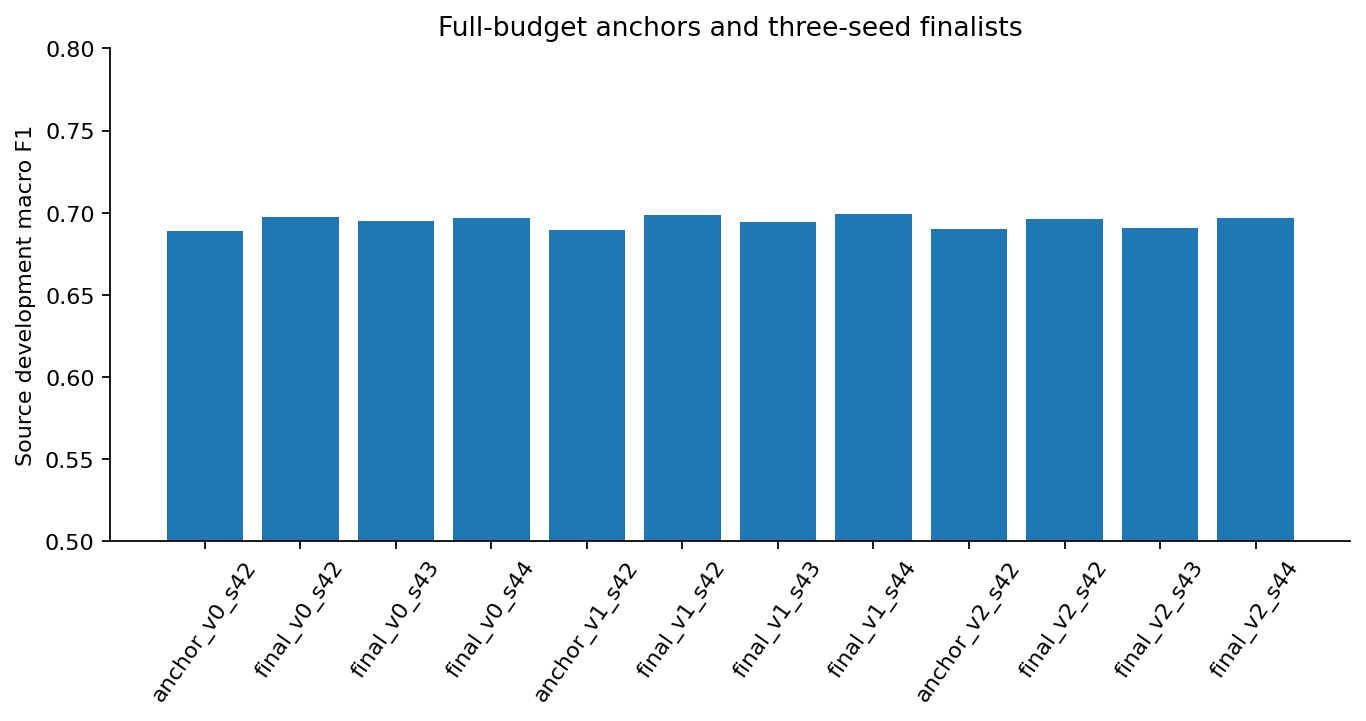 Full-budget anchors and three-seed finalists
Source development macro F1
0.80
0.75
0.70
0.65
0.60
0.55
0.50
anchor_v0_s42
final_v0_s42
final_v0_s43
final_v0_s44
anchor_v1_s42
final_v1_s42
final_v1_s43
final_v1_s44
anchor_v2_s42
final_v2_s42
final_v2_s43
final_v2_s44